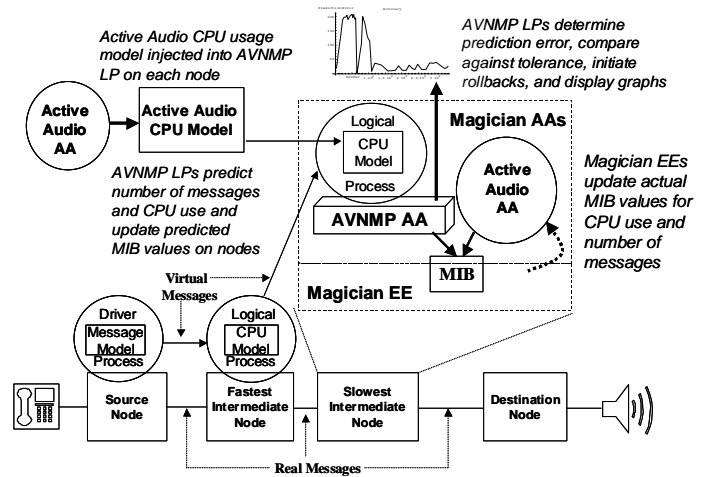 Active Audio CPU usage
model injected into AVNMP
LP on each node
AVNMP LPs determine
prediction error, compare
against tolerance, initiate
rollbacks, and display graphs
Active
Audio
AA
Active Audio
CPU Model
Logical
CPU
Model
Process
Magician AAs
Active
Audio
AA
AVNMP AA
MIB
Magician EE
Magician EEs
update actual
MIB values for
CPU use and
number of
messages
AVNMP LPs predict
number of messages
and CPU use and
update predicted
MIB values on nodes
Virtual
Messages
Driver
Message
Model
Process
Logical
CPU
Model
Process
Source
Node
Fastest
Intermediate
Node
Slowest
Intermediate
Node
Destination
Node
Real Messages